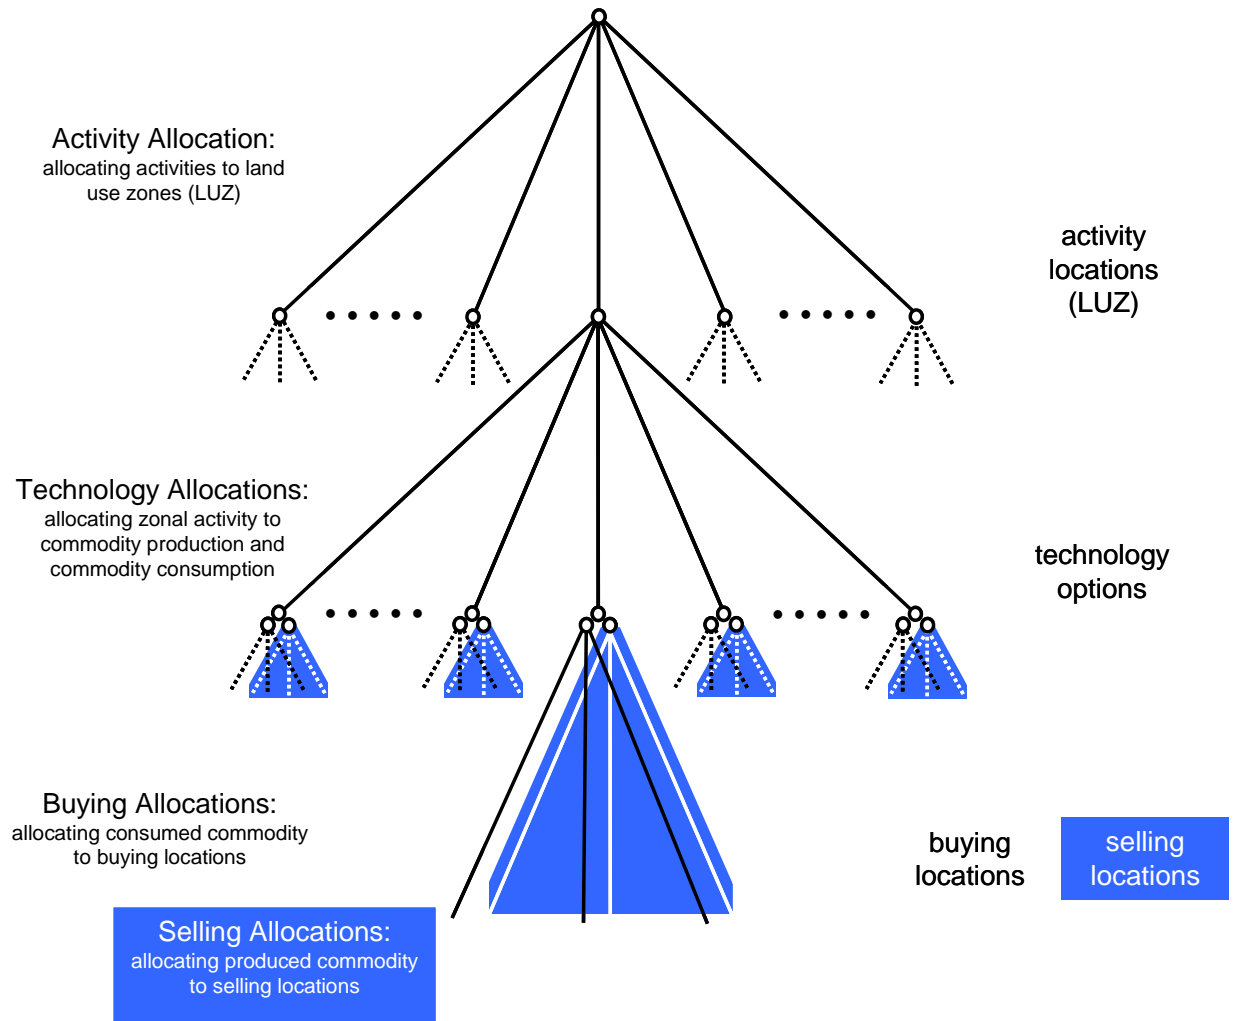 Activity Allocation:
allocating activities to land
use zones (LUZ)
activity
locations
(LUZ)
Technology Allocations:
allocating zonal activity to
commodity production and
commodity consumption
technology
options
Buying Allocations:
allocating consumed commodity
to buying locations
buying
locations
selling
locations
Selling Allocations:
allocating produced commodity
to selling locations